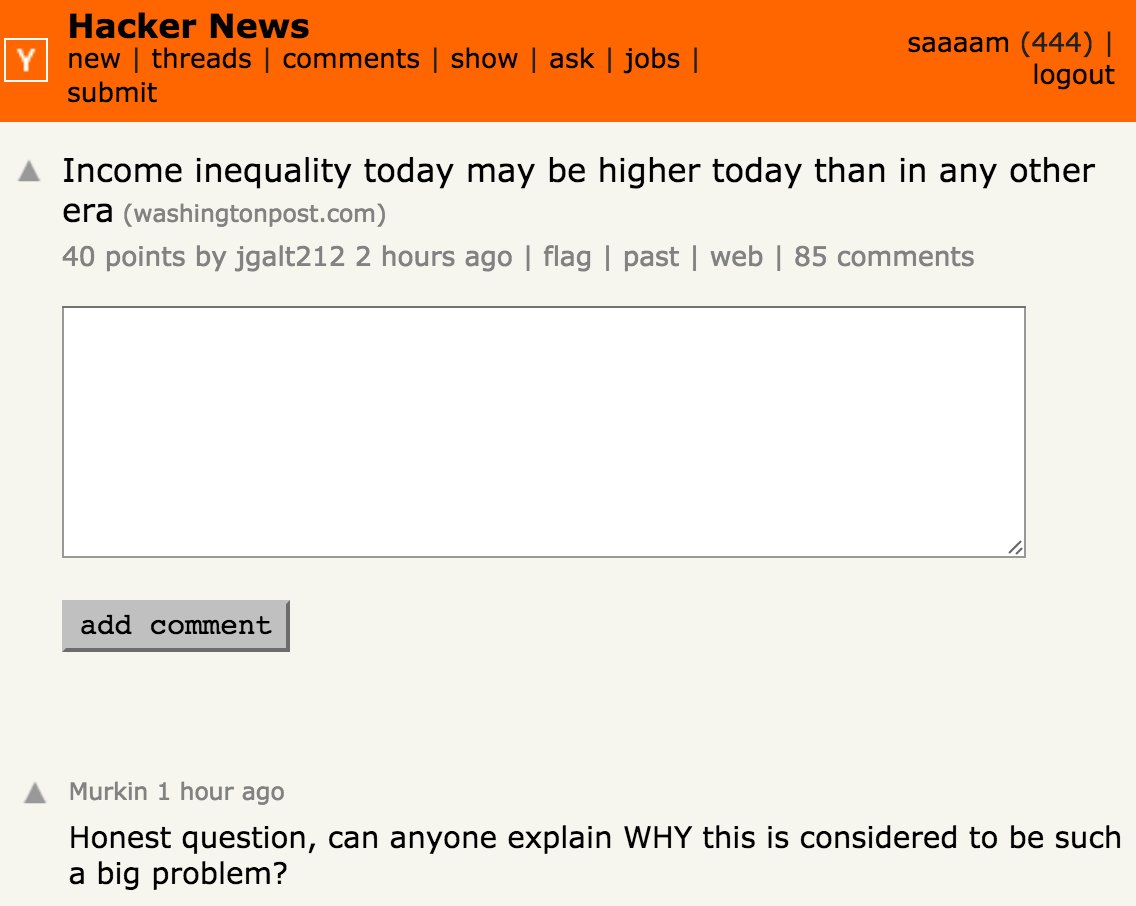 Hacker News
Y
new | threads | comments | show | ask | jobs |
submit
saaaam (444) |
logout
Income inequality today may be higher today than in any other
era (washingtonpost.com)
40 points by jgalt212 2 hours ago | flag | past | web | 85 comments
add comment
Murkin 1 hour ago
Honest question, can anyone explain WHY this is considered to be such
a big problem?